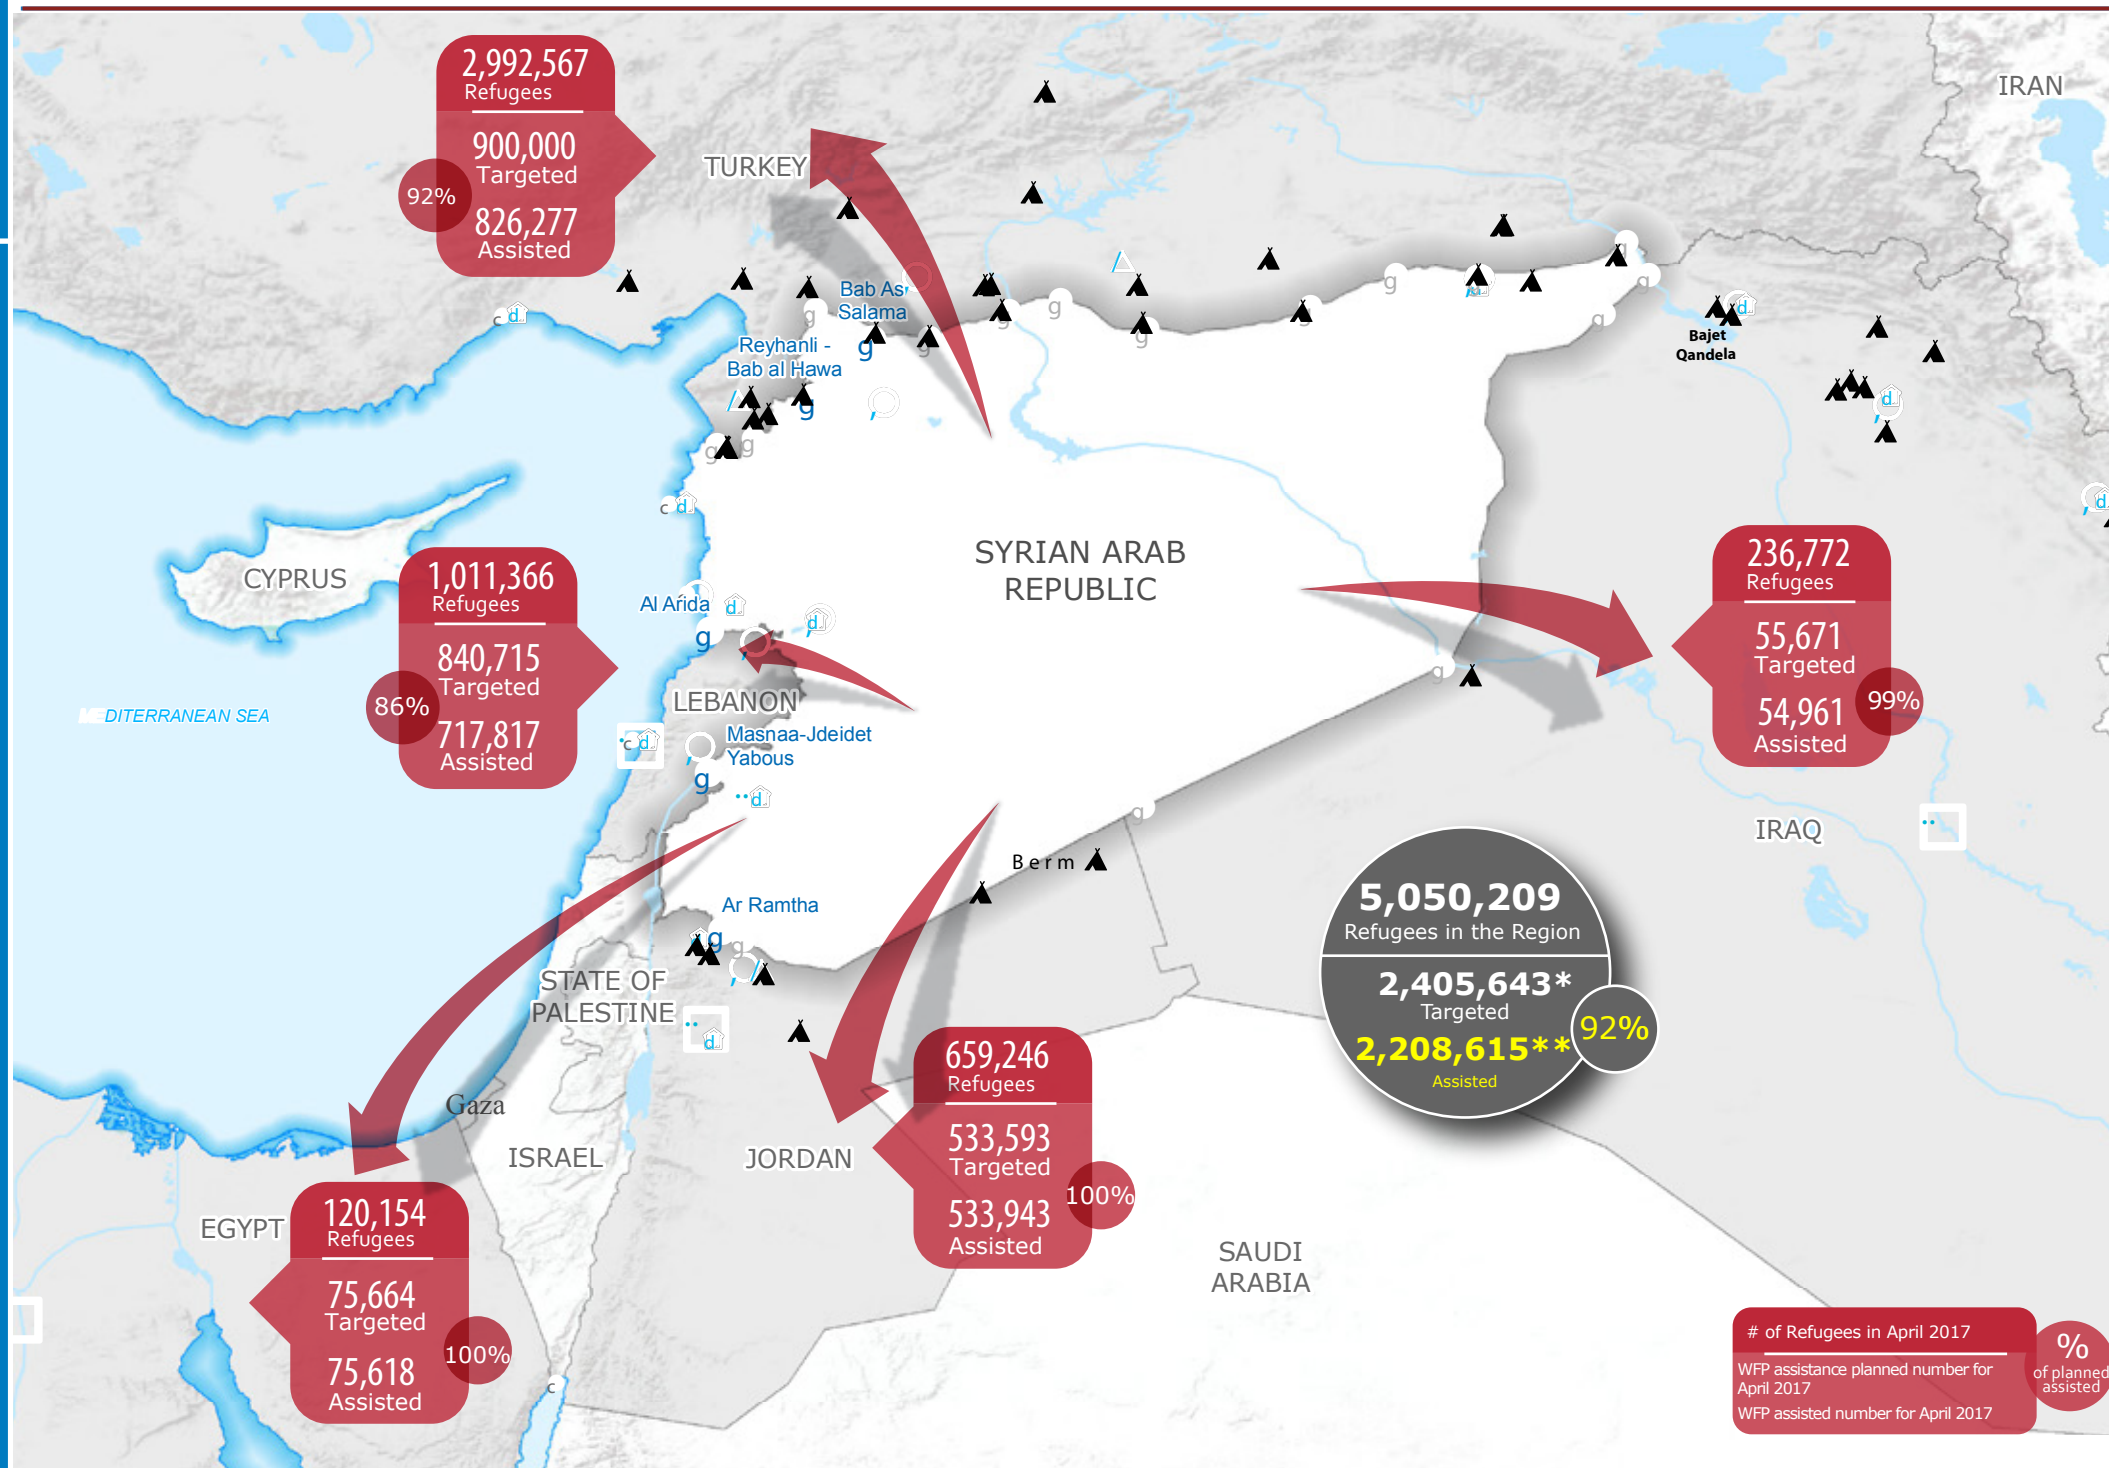 2,992,567
Refugees
900,000
Targeted
92%
826,277
Assisted
TURKEY
IRAN
Bab As
Salama
Reyhanli -
Bab al Hawa
Bajet
Qandela
SYRIAN ARAB
REPUBLIC
CYPRUS
1,011,366
Refugees
840,715
Targeted
86%
717,817
Assisted
Al Arida
LEBANON
Masnaa-Jdeidet
Yabous
MEDITERRANEAN SEA
236,772
Refugees
55,671
Targeted
99%
54,961
Assisted
IRAQ
Berm
Ar Ramtha
STATE OF
PALESTINE
5,050,209
Refugees in the Region
2,405,643*
Targeted
92%
2,208,615**
Assisted
Gaza
ISRAEL
JORDAN
659,246
Refugees
533,593
Targeted
100%
533,943
Assisted
EGYPT
120,154
Refugees
75,664
Targeted
100%
75,618
Assisted
SAUDI
ARABIA
# of Refugees in April 2017
WFP assistance planned number for
April 2017
WFP assisted number for April 2017
%
of planned
assisted